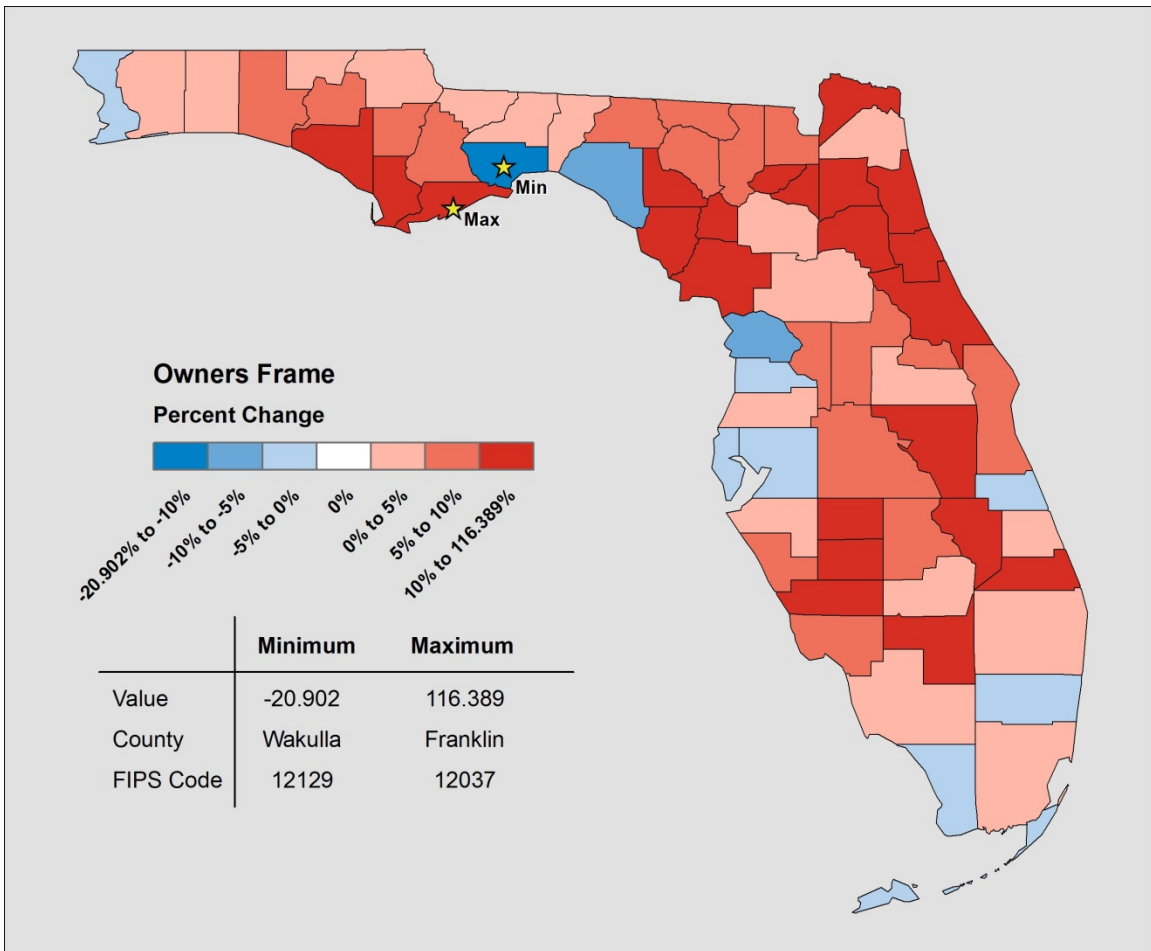 Min
Max
Owners Frame
Percent Change
-20.902% to -10%
-10% to -5%
-5% to 0%
0%
0% to 5%
5% to 10%
10% to 116.389%
Minimum Maximum
Value -20.902 116.389
County Wakulla Franklin
FIPS Code 12129 12037